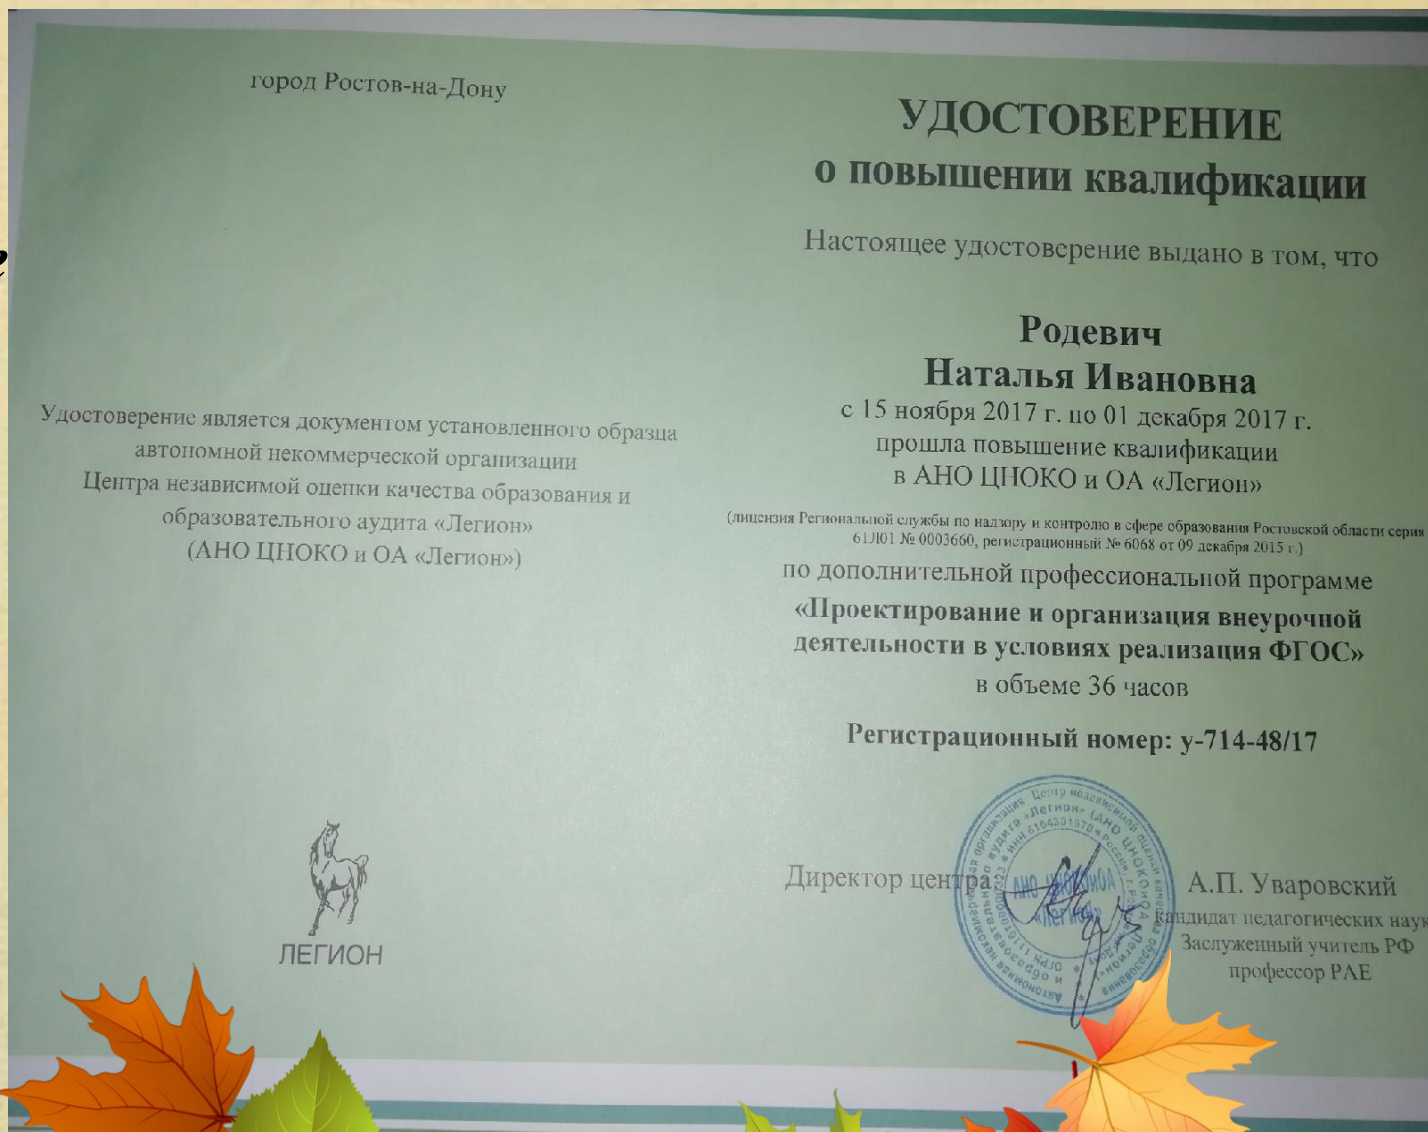 город Ростов-на-Дону
Удостоверение является документом установленного образца
автономной некоммерческой организации
Центра независимой оценки качества образования и
образовательного аудита «Легион»
(АНО ЦНОКО и ОА «Легион»)
ЛЕГИОН
УДОСТОВЕРЕНИЕ
о повышении квалификации
Настоящее удостоверение выдано в том, что
Родевич
Наталья Ивановна
с 15 ноября 2017 г. по 01 декабря 2017 г.
прошла повышение квалификации
в АНО ЦНОКО и ОА «Легион»
(лицензия Региональной службы по надзору и контролю в сфере образования Ростовской области серия
61Л01 № 0003660, регистрационный № 6068 от 09 декабря 2015 г.)
по дополнительной профессиональной программе
«Проектирование и организация внеурочной
деятельности в условиях реализация ФГОС»
в объеме 36 часов
Регистрационный номер: у-714-48/17
Директор центра
АНО ЦНОКОиОА
«Легион»
А.П. Уваровский
кандидат педагогических наук
Заслуженный учитель РФ
профессор РАЕ